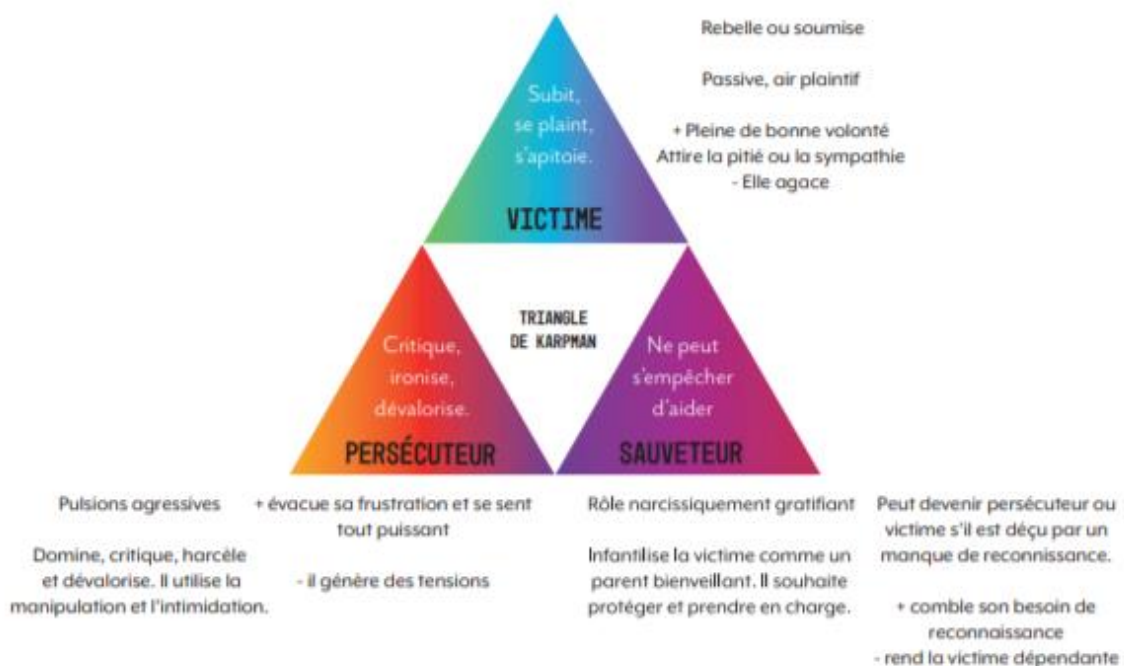 Rebelle ou soumise
Passive, air plaintif
+ Pleine de bonne volonté
Attire la pitié ou la sympathie
- Elle agace
Subit,
se plaint,
s'apitoie.
VICTIME
TRIANGLE
DE KARPMAN
Critique,
ironise,
dévalorise.
PERSÉCUTEUR
Ne peut
s'empêcher
d'aider
SAUVETEUR
Pulsions agressives
Domine, critique, harcèle
et dévalorise. Il utilise la
manipulation et l'intimidation.
+ évacue sa frustration et se sent
tout puissant
- il génère des tensions
Rôle narcissiquement gratifiant
Infantilise la victime comme un
parent bienveillant. Il souhaite
protéger et prendre en charge.
Peut devenir persécuteur ou
victime s'il est déçu par un
manque de reconnissance.
+ comble son besoin de
reconnaissance
- rend la victime dépendante